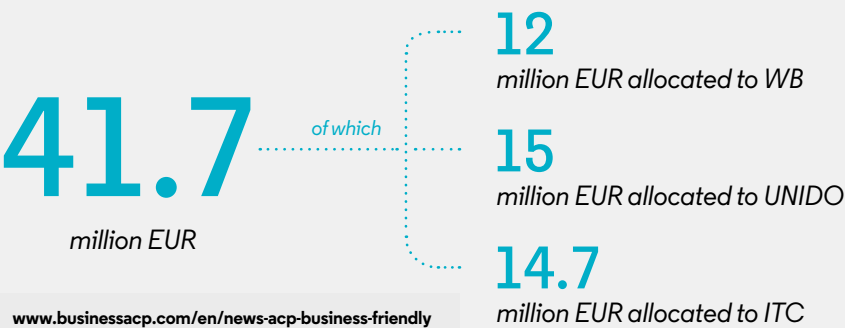 41.7
million EUR
of which
12
million EUR allocated to WB
15
million EUR allocated to UNIDO
14.7
million EUR allocated to ITC
www.businessacp.com/en/news-acp-business-friendly